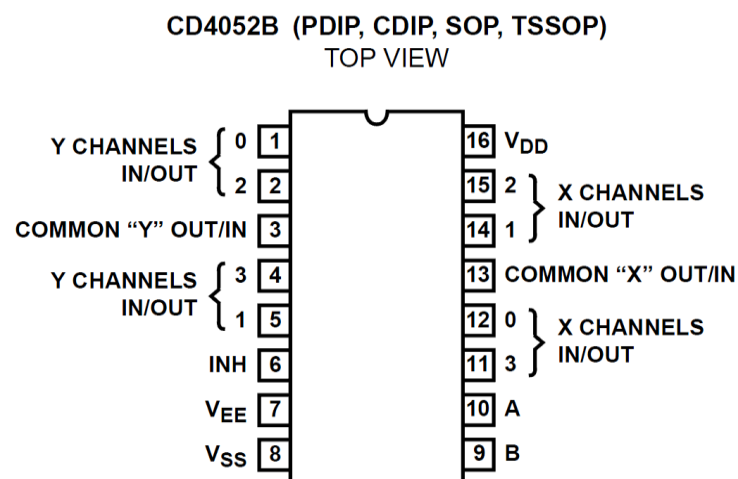 CD4052B (PDIP, CDIP, SOP, TSSOP)
TOP VIEW
Y CHANNELS IN/OUT 0 1 16 VDD
2 2 15 2 X CHANNELS IN/OUT
COMMON “Y” OUT/IN 3 14 1
Y CHANNELS IN/OUT 3 4 13 COMMON “X” OUT/IN
1 5 12 0 X CHANNELS IN/OUT
INH 6 11 3
VEE 7 10 A
VSS 8 9 B